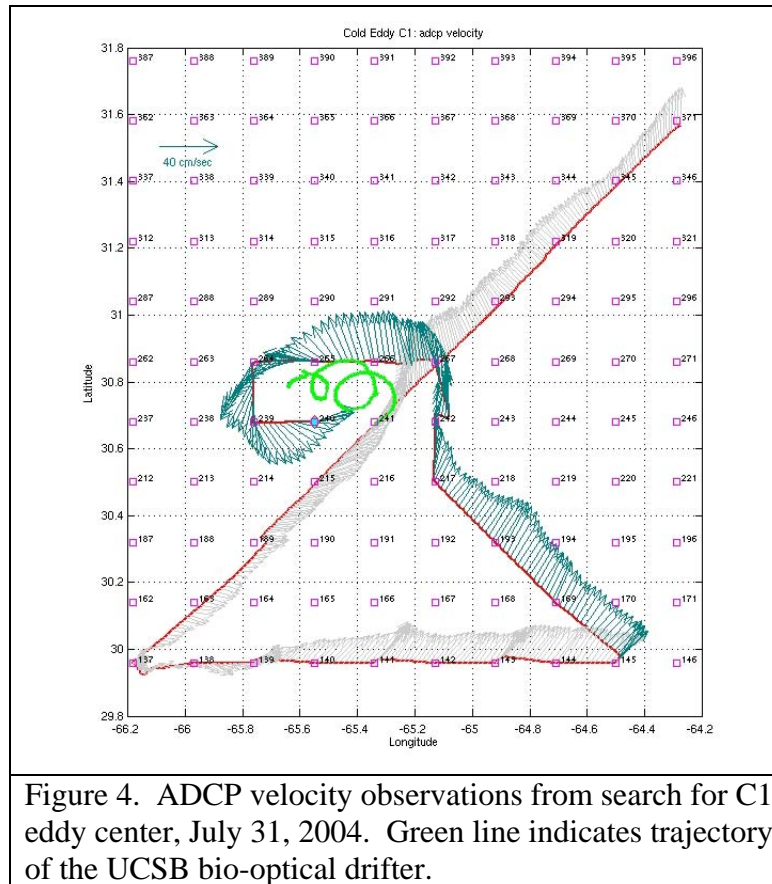 Cold Eddy C1: adcp velocity
31.8
387 388 389 390 391 392 393 394 395 396
31.6
362 363 364 365 366 367 368 369 370 371
40 cm/sec
31.4
337 338 339 340 341 342 343 344 345 346
31.2
312 313 314 315 316 317 318 319 320 321
31
287 288 289 290 291 292 293 294 295 296
262 263 264 265 266 267 268 269 270 271
30.8
Latitude
237 238 239 240 241 242 243 244 245 246
30.6
212 213 214 215 216 217 218 219 220 221
30.4
187 188 189 190 191 192 193 194 195 196
30.2
162 163 164 165 166 167 168 169 170 171
30
137 138 139 140 141 142 143 144 145 146
29.8
-66.2 -66 -65.8 -65.6 -65.4 -65.2 -65 -64.8 -64.6 -64.4 -64.2
Longitude
Figure 4. ADCP velocity observations from search for C1
eddy center, July 31, 2004. Green line indicates trajectory
of the UCSB bio-optical drifter.